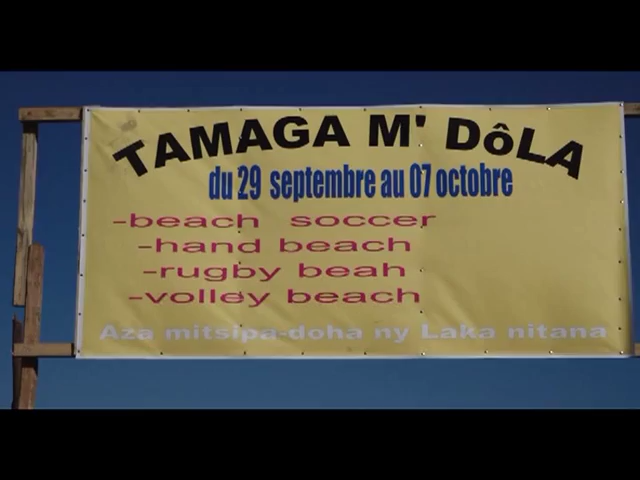 TAMAGA M' DôLA
du 29 septembre au 07 octobre
-beach soccer
-hand beach
-rugby beah
-volley beach
Aza mitsipa-doha ny Laka nitana